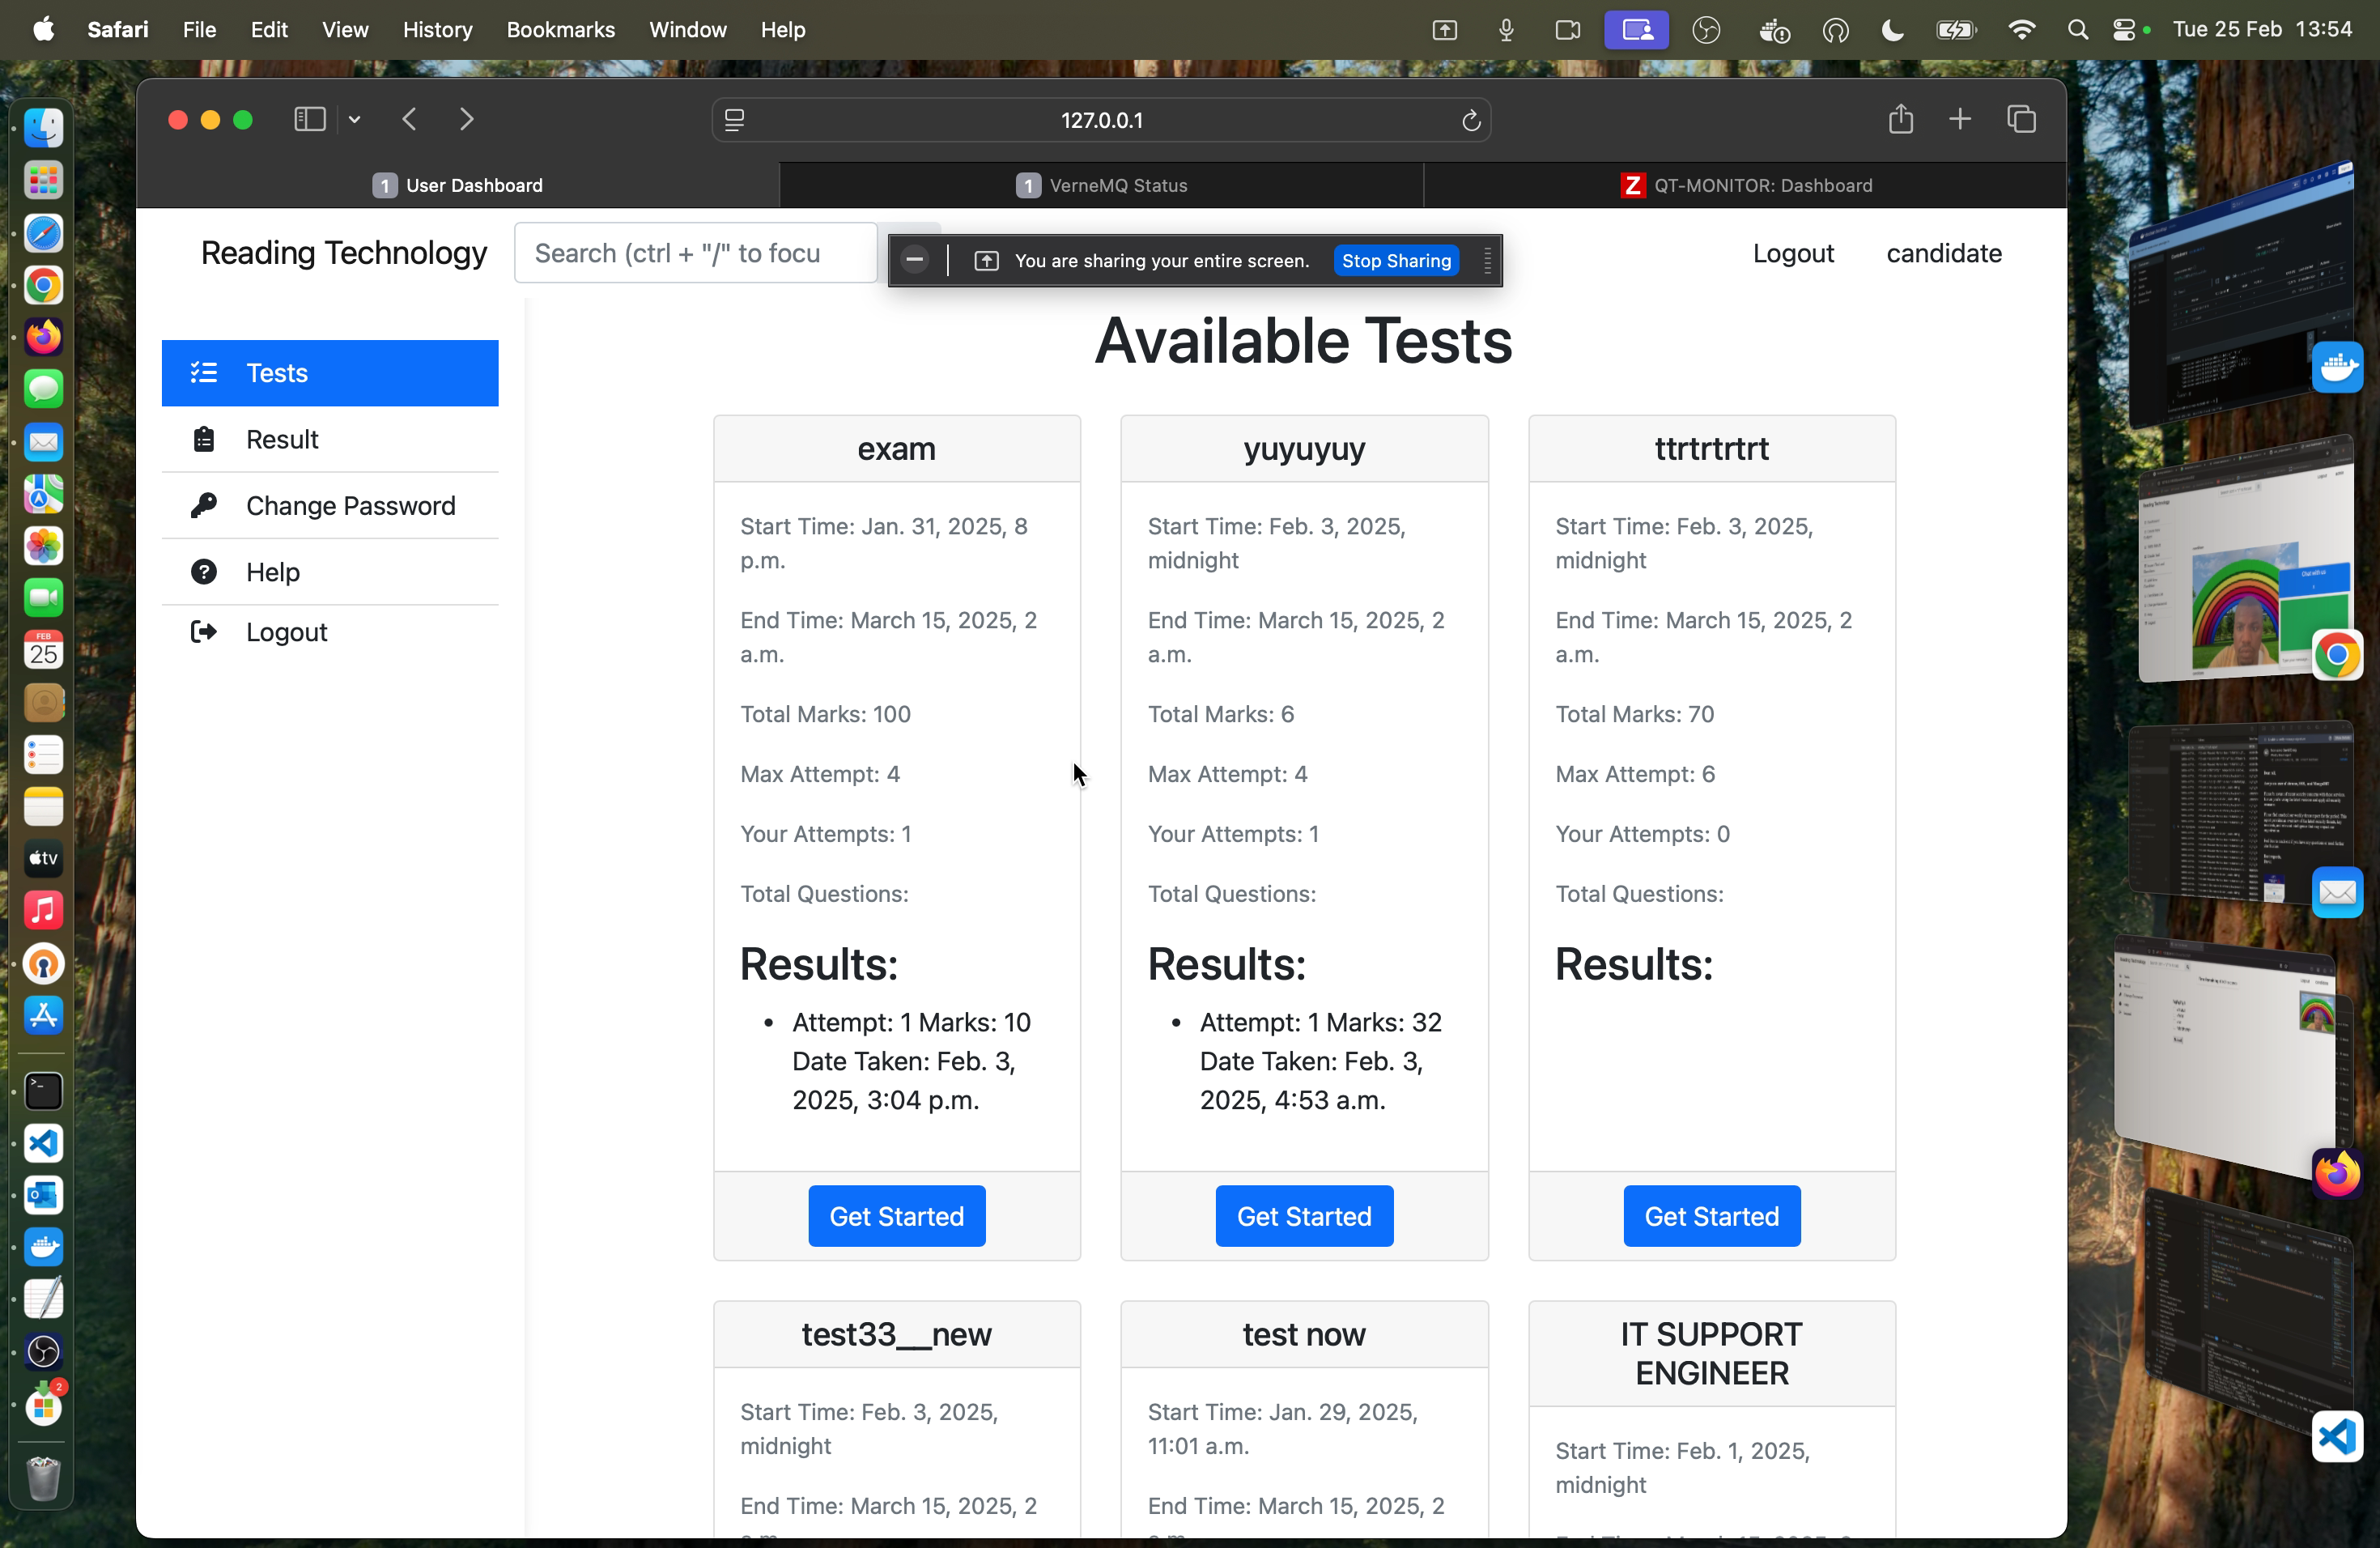 Safari File Edit View History Bookmarks Window Help Tue 25 Feb 13:54
127.0.0.1
1 User Dashboard
1 VerneMQ Status
Z QT-MONITOR: Dashboard
Reading Technology
Search (ctrl + "/" to focu
You are sharing your entire screen.
Stop Sharing
Logout
candidate
Tests
Result
Change Password
Help
Logout
Available Tests
exam
Start Time: Jan. 31, 2025, 8
p.m.
End Time: March 15, 2025, 2
a.m.
Total Marks: 100
Max Attempt: 4
Your Attempts: 1
Total Questions:
Results:
• Attempt: 1 Marks: 10
Date Taken: Feb. 3,
2025, 3:04 p.m.
Get Started
yuyuyuy
Start Time: Feb. 3, 2025,
midnight
End Time: March 15, 2025, 2
a.m.
Total Marks: 6
Max Attempt: 4
Your Attempts: 1
Total Questions:
Results:
• Attempt: 1 Marks: 32
Date Taken: Feb. 3,
2025, 4:53 a.m.
Get Started
ttrtrtrtrt
Start Time: Feb. 3, 2025,
midnight
End Time: March 15, 2025, 2
a.m.
Total Marks: 70
Max Attempt: 6
Your Attempts: 0
Total Questions:
Results:
Get Started
test33__new
Start Time: Feb. 3, 2025,
midnight
End Time: March 15, 2025, 2
test now
Start Time: Jan. 29, 2025,
11:01 a.m.
End Time: March 15, 2025, 2
IT SUPPORT
ENGINEER
Start Time: Feb. 1, 2025,
midnight
FEB
25
tv
2
Chat with us